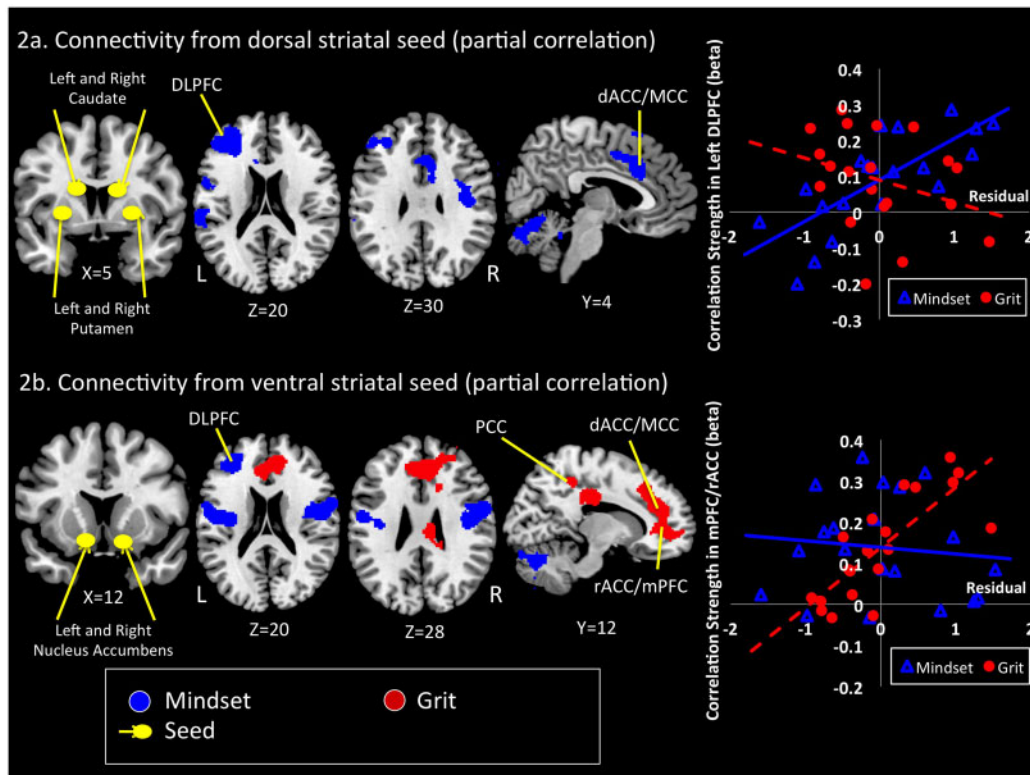 2a. Connectivity from dorsal striatal seed (partial correlation)
Left and Right
Caudate
DLPFC
dACC/MCC
L
R
X=5
Z=20
Z=30
Y=4
Left and Right
Putamen
Correlation Strength in Left DLPFC (beta)
0.4
0.3
0.2
0.1
0
-0.1
-0.2
-0.3
-2
-1
0
1
2
Residual
Mindset
Grit
2b. Connectivity from ventral striatal seed (partial correlation)
DLPFC
PCC
dACC/MCC
L
R
rACC/mPFC
X=12
Z=20
Z=28
Y=12
Left and Right
Nucleus Accumbens
Correlation Strength in mPFC/rACC (beta)
0.4
0.3
0.2
0.1
0
-0.1
-0.2
-2
-1
0
1
2
Residual
Mindset
Grit
Mindset
Grit
Seed